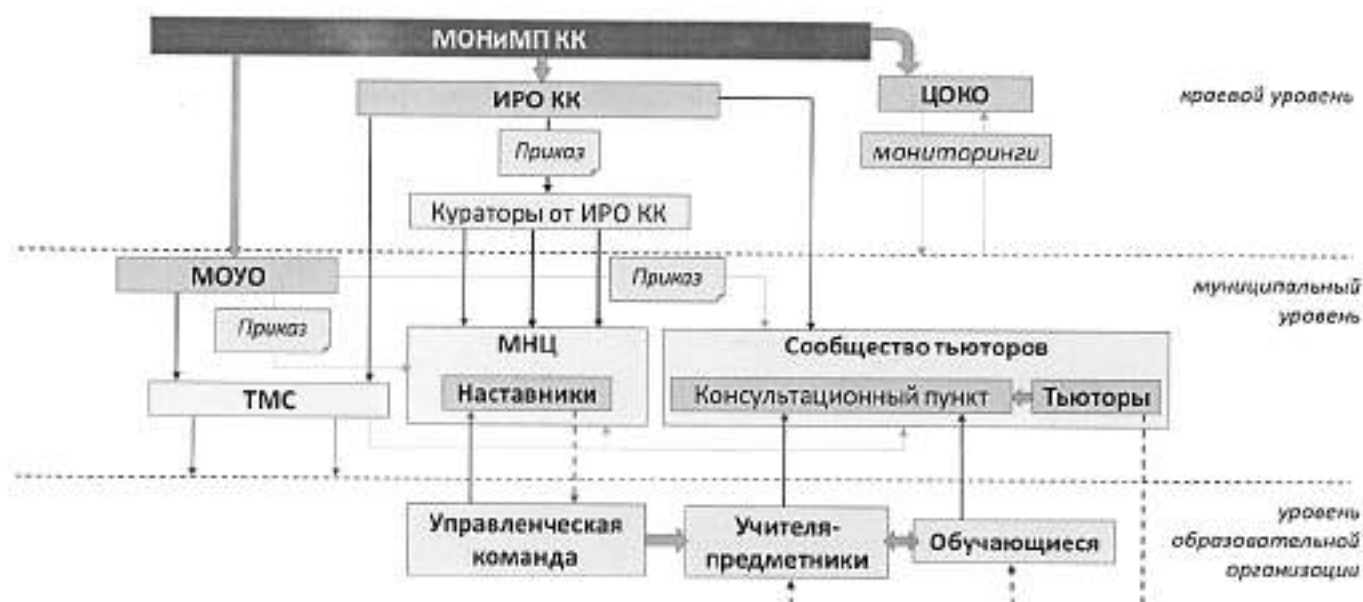 МОНиМП КК
ИРО КК
ЦОКО
краевой уровень
Приказ
мониторинги
Кураторы от ИРО КК
МОУО
Приказ
муниципальный
уровень
Приказ
МНЦ
Сообщество тьюторов
ТМС
Наставники
Консультационный пункт
Тьюторы
Управленческая
команда
Учителя-
предметники
Обучающиеся
уровень
образовательной
организации